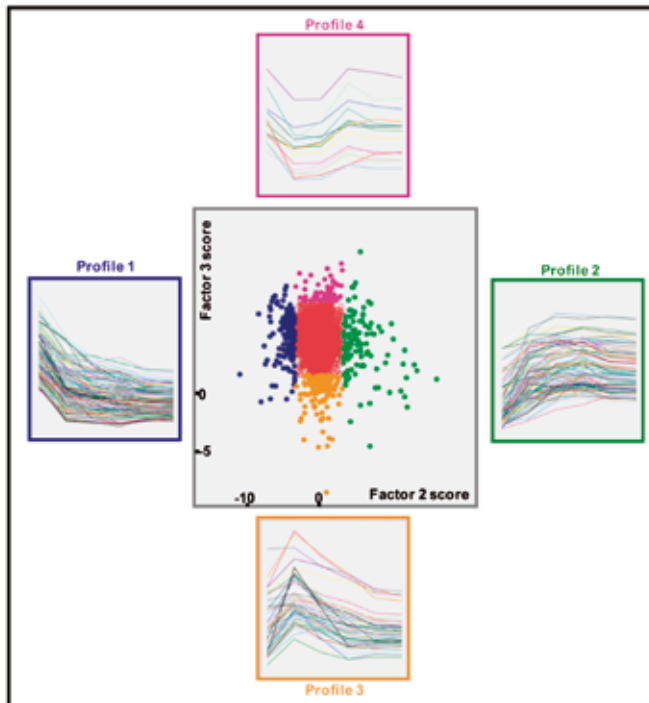 Profile 4
Factor 3 score
Profile 1
Profile 2
0
-5
-10
0
Factor 2 score
Profile 3